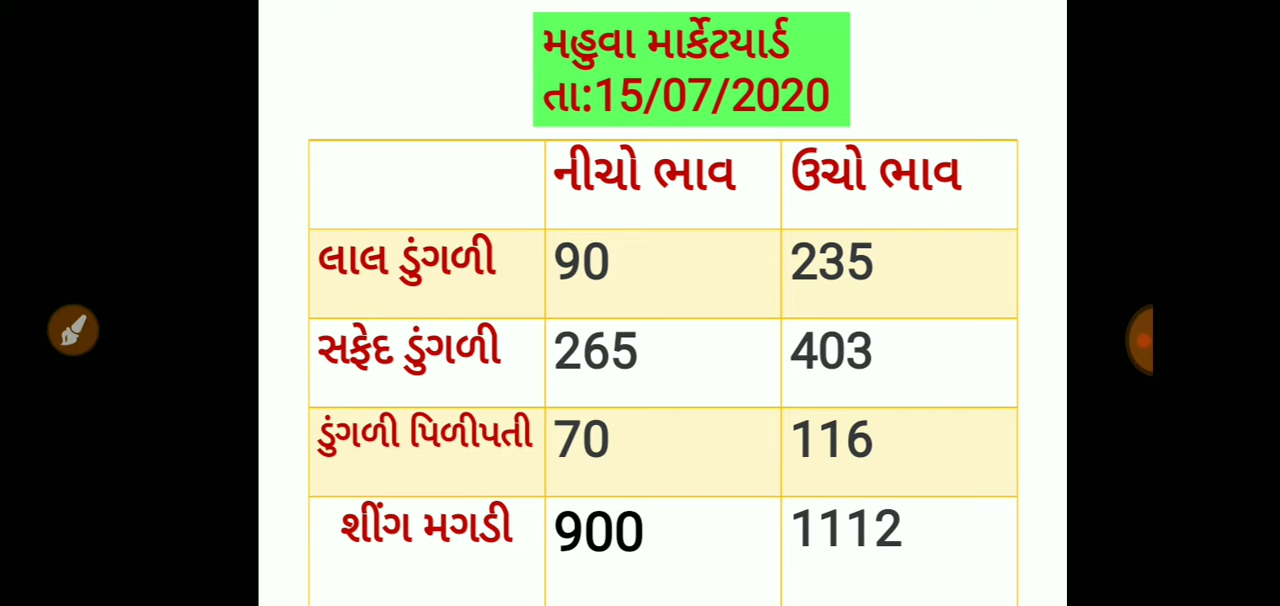 મહુવા માર્કેટયાર્ડ
તા:15/07/2020
નીચો ભાવ ઉચો ભાવ
લાલ ડુંગળી 90 235
સફેદ ડુંગળી 265 403
ડુંગળી પિળીપતી 70 116
શીંગ મગડી 900 1112